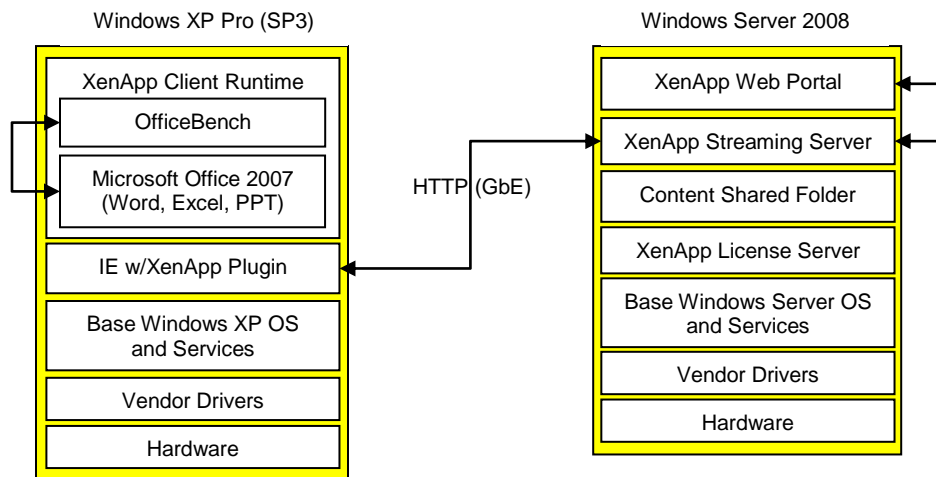 Windows XP Pro (SP3)
XenApp Client Runtime
OfficeBench
Microsoft Office 2007
(Word, Excel, PPT)
IE w/XenApp Plugin
Base Windows XP OS
and Services
Vendor Drivers
Hardware
HTTP (GbE)
Windows Server 2008
XenApp Web Portal
XenApp Streaming Server
Content Shared Folder
XenApp License Server
Base Windows Server OS
and Services
Vendor Drivers
Hardware